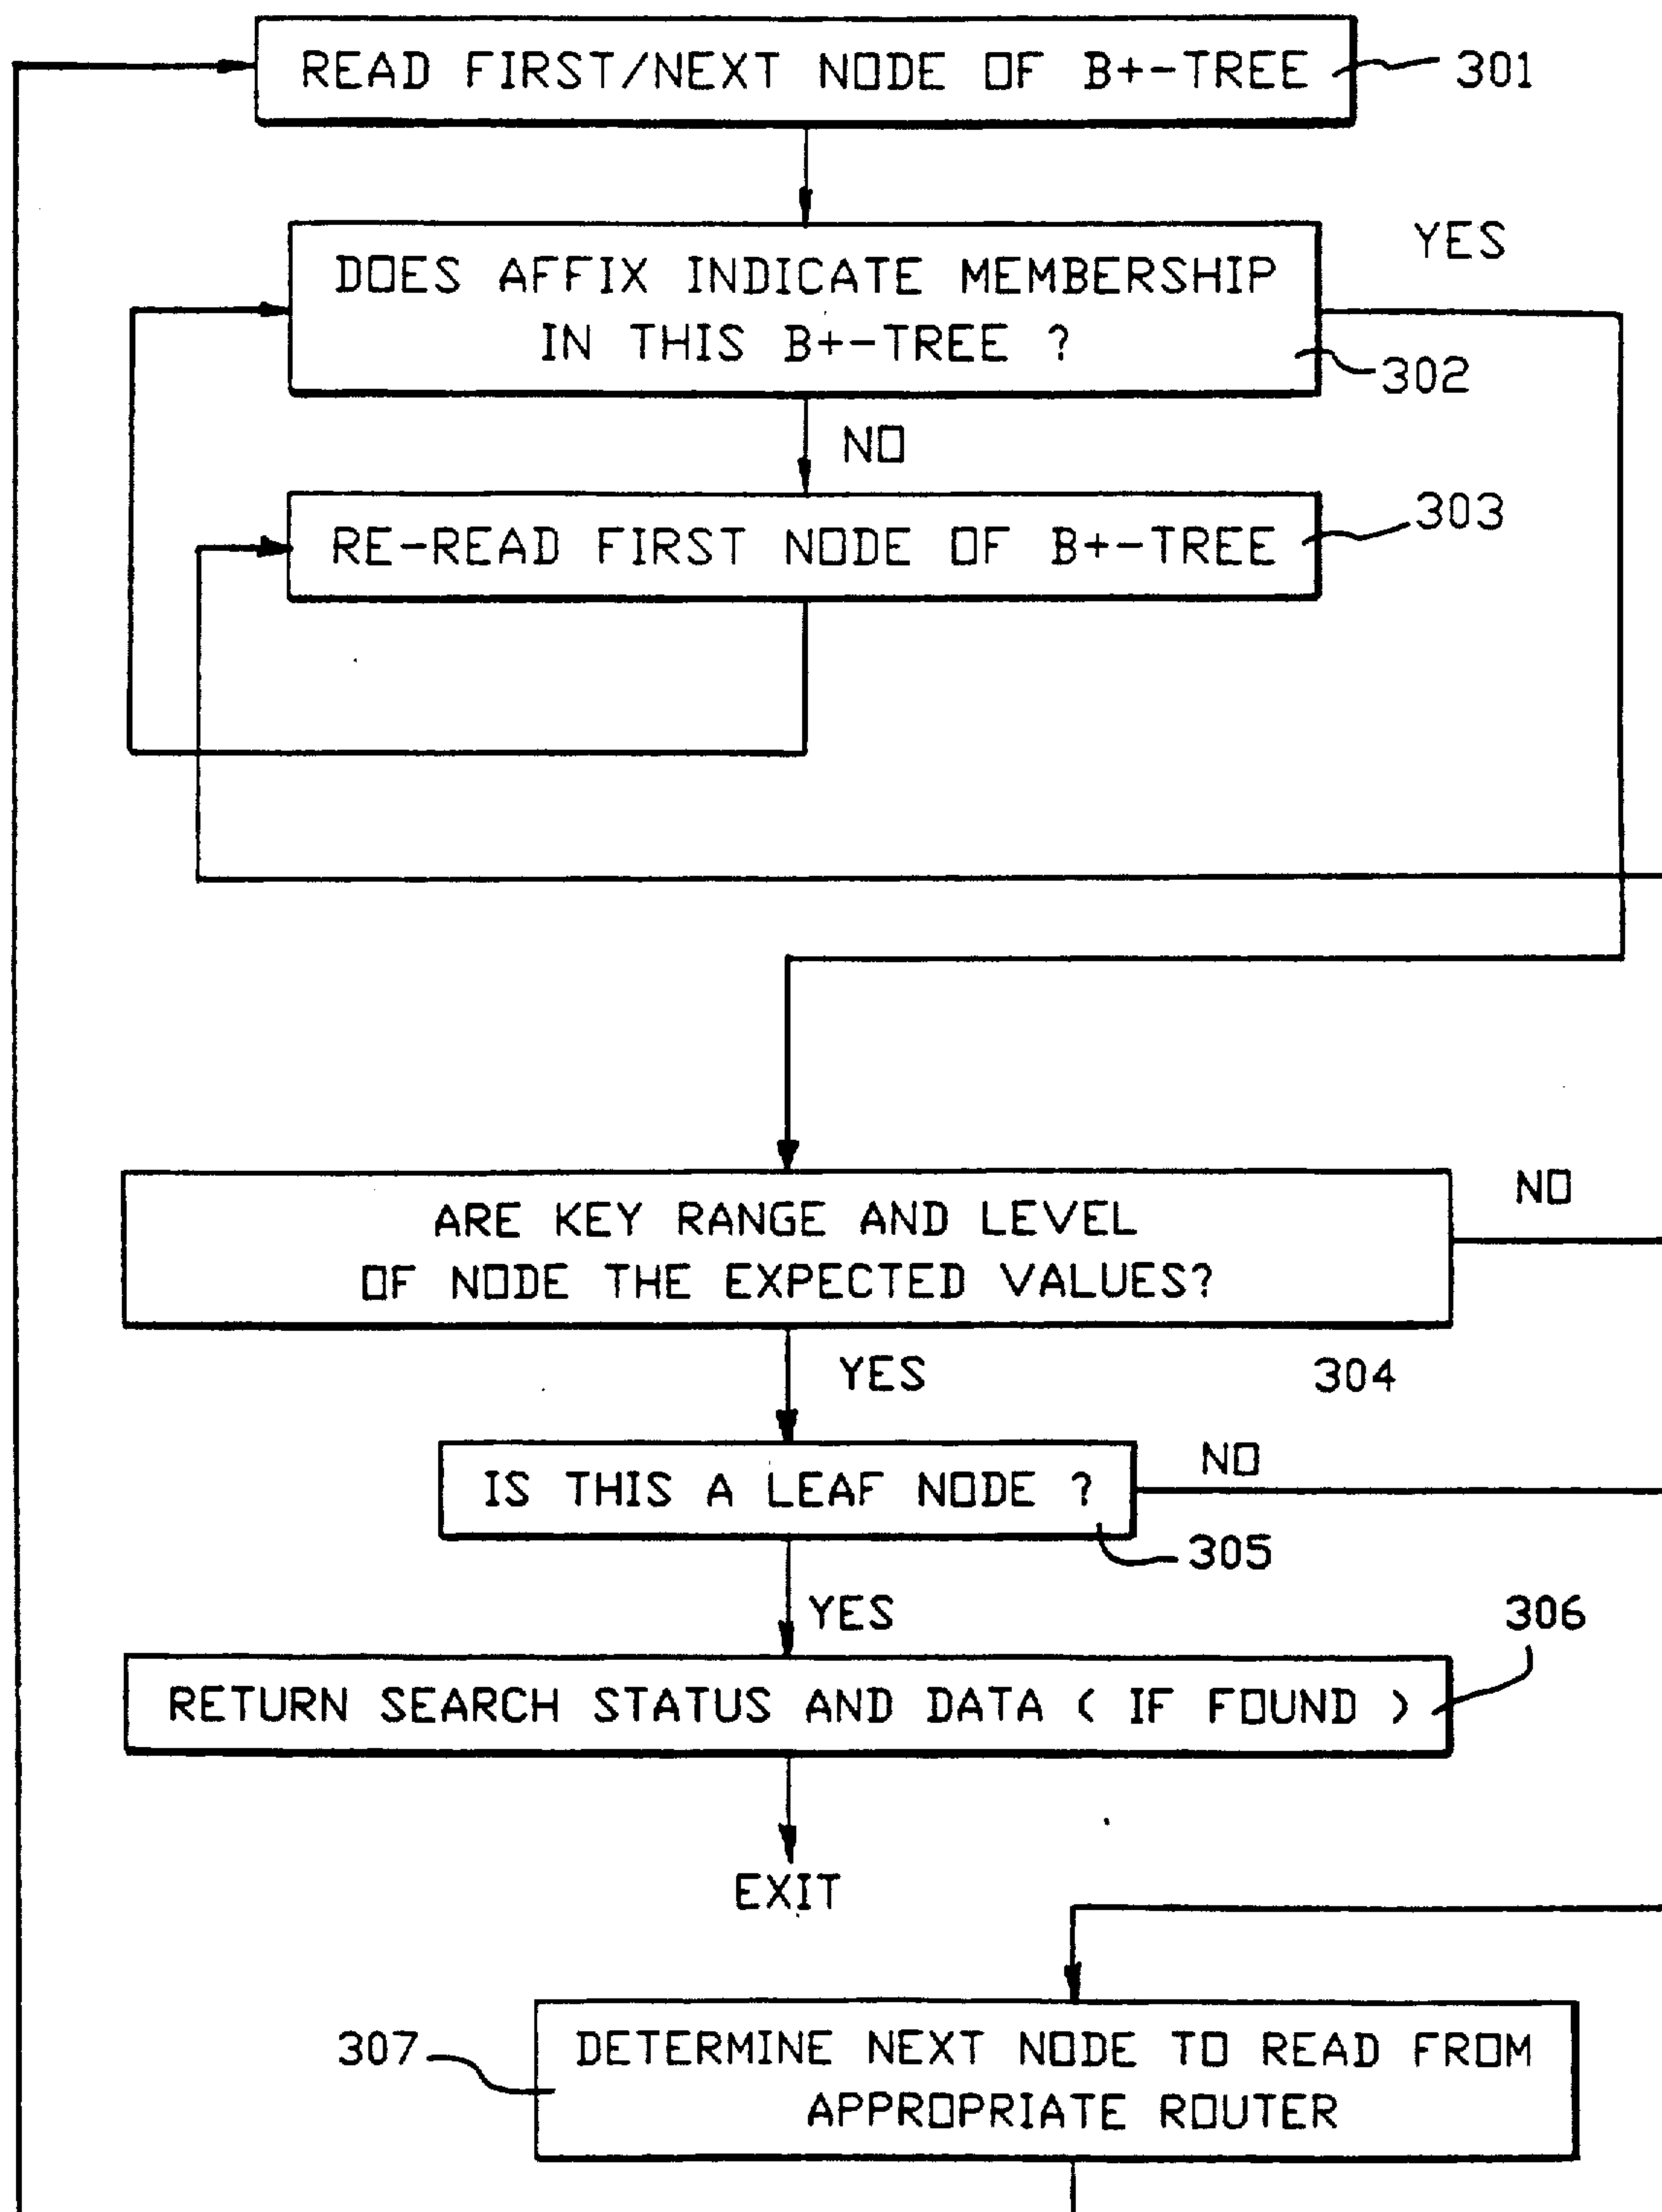 READ FIRST/NEXT NODE OF B+-TREE
301
DOES AFFIX INDICATE MEMBERSHIP
IN THIS B+-TREE ?
YES
302
NO
RE-READ FIRST NODE OF B+-TREE
303
ARE KEY RANGE AND LEVEL
OF NODE THE EXPECTED VALUES?
NO
YES
304
IS THIS A LEAF NODE ?
NO
305
YES
306
RETURN SEARCH STATUS AND DATA ( IF FOUND )
EXIT
307
DETERMINE NEXT NODE TO READ FROM
APPROPRIATE ROUTER